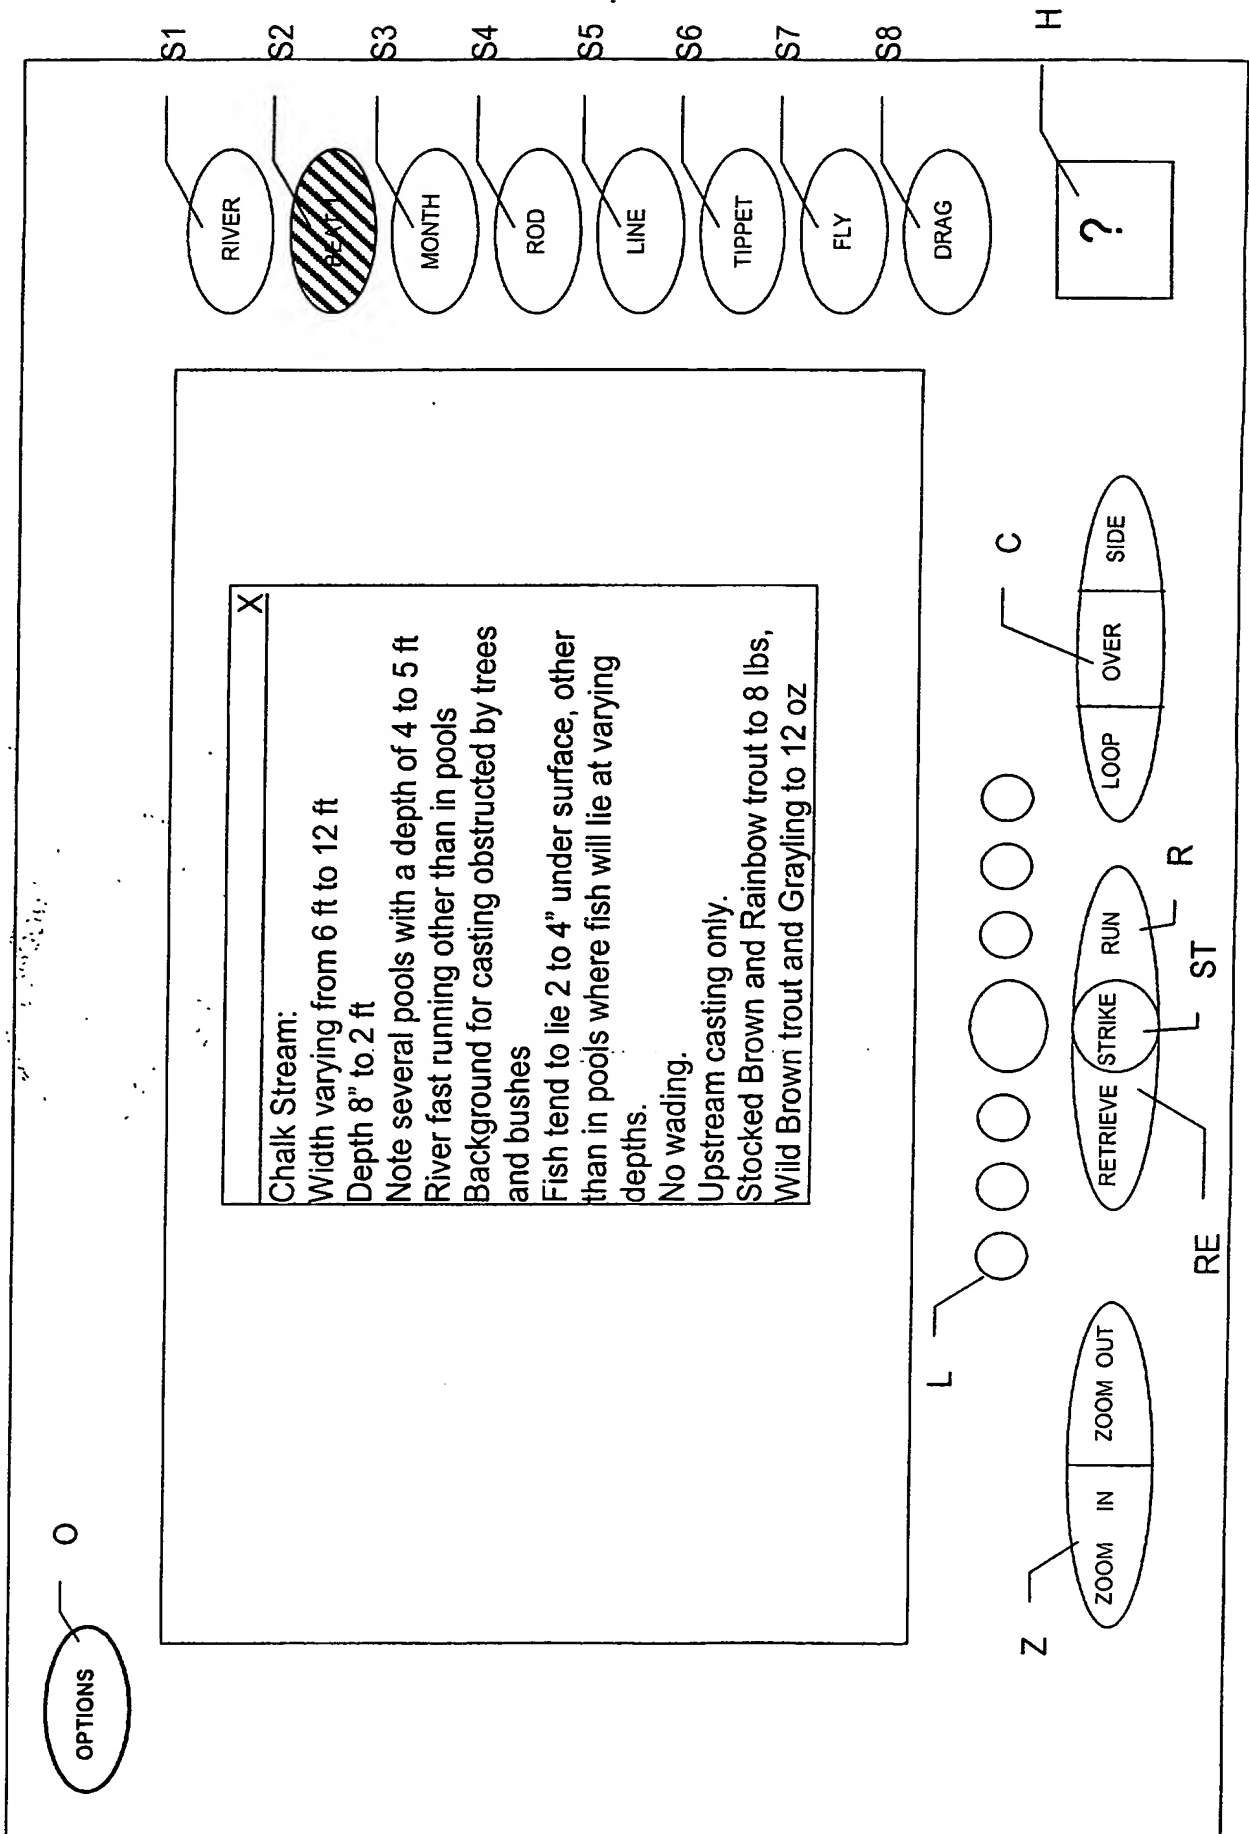 OPTIONS
O
S1
RIVER
S2
S3
MONTH
S4
ROD
S5
LINE
S6
TIPPET
S7
FLY
S8
DRAG
H
?
X
Chalk Stream:
Width varying from 6 ft to 12 ft
Depth 8” to 2 ft
Note several pools with a depth of 4 to 5 ft
River fast running other than in pools
Background for casting obstructed by trees
and bushes
Fish tend to lie 2 to 4” under surface, other
than in pools where fish will lie at varying
depths.
No wading.
Upstream casting only.
Stocked Brown and Rainbow trout to 8 lbs,
Wild Brown trout and Grayling to 12 oz
L
C
Z
ZOOM IN ZOOM OUT
RETRIEVE STRIKE RUN
LOOP OVER SIDE
RE
ST
R